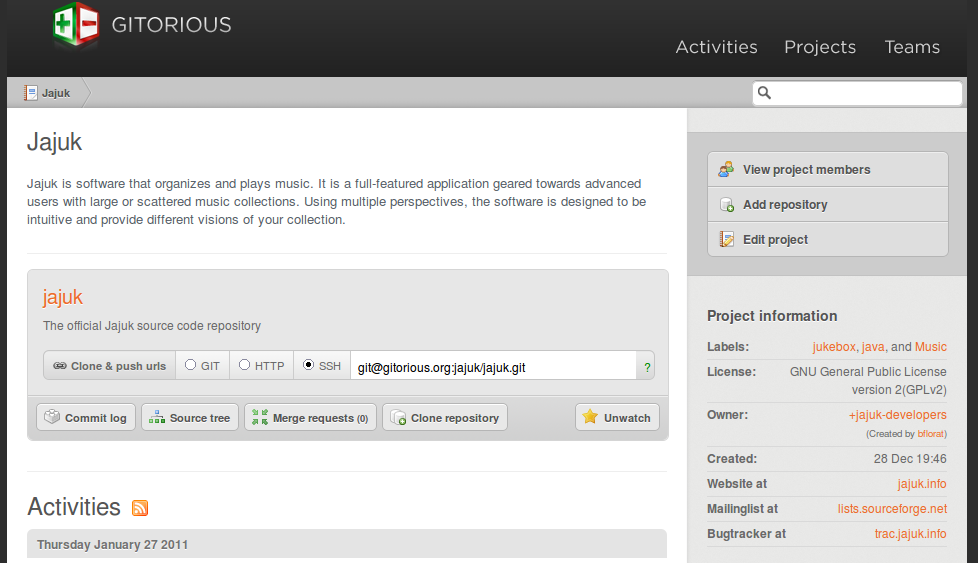 GITORIOUS
Activities Projects Teams
Jajuk
Jajuk
Jajuk is software that organizes and plays music. It is a full-featured application geared towards advanced
users with large or scattered music collections. Using multiple perspectives, the software is designed to be
intuitive and provide different visions of your collection.
jajuk
The official Jajuk source code repository
Clone & push urls GIT HTTP SSH git@gitorious.org:jajuk/jajuk.git ?
Commit log Source tree Merge requests (0) Clone repository Unwatch
Activities
Thursday January 27 2011
View project members
Add repository
Edit project
Project information
Labels: jukebox, java, and Music
License: GNU General Public License
version 2(GPLv2)
Owner: +jajuk-developers
(Created by bflorat)
Created: 28 Dec 19:46
Website at jajuk.info
Mailinglist at lists.sourceforge.net
Bugtracker at trac.jajuk.info